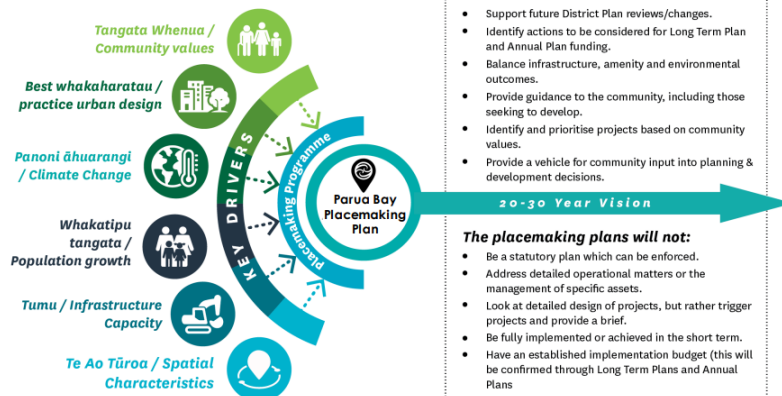 Tangata Whenua /
Community values
Best whakaharatau /
practice urban design
Panoni āhuarangi
/ Climate Change
Whakatipu
tangata /
Population growth
Tumu / Infrastructure
Capacity
Te Ao Tūroa / Spatial
Characteristics
KEY DRIVERS
Placemaking Programme
Parua Bay
Placemaking
Plan
• Support future District Plan reviews/changes.
• Identify actions to be considered for Long Term Plan
and Annual Plan funding.
• Balance infrastructure, amenity and environmental
outcomes.
• Provide guidance to the community, including those
seeking to develop.
• Identify and prioritise projects based on community
values.
• Provide a vehicle for community input into planning &
development decisions.
20-30 Year Vision
The placemaking plans will not:
• Be a statutory plan which can be enforced.
• Address detailed operational matters or the
management of specific assets.
• Look at detailed design of projects, but rather trigger
projects and provide a brief.
• Be fully implemented or achieved in the short term.
• Have an established implementation budget (this will
be confirmed through Long Term Plans and Annual
Plans